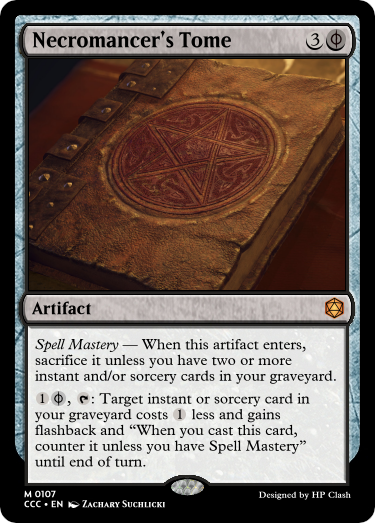 Necromancer's Tome 3
Artifact
Spell Mastery — When this artifact enters,
sacrifice it unless you have two or more
instant and/or sorcery cards in your graveyard.
1, : Target instant or sorcery card in
your graveyard costs 1 less and gains
flashback and “When you cast this card,
counter it unless you have Spell Mastery”
until end of turn.
M 0107
CCC • EN Zachary Suchlicki
Designed by HP Clash